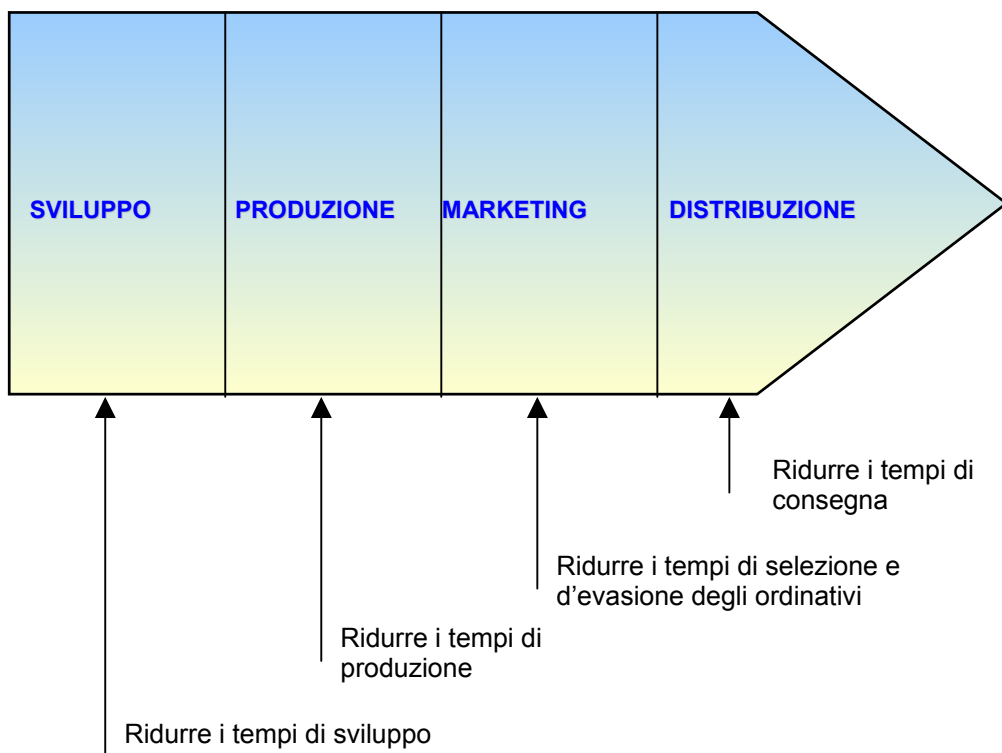 SVILUPPO
PRODUZIONE
MARKETING
DISTRIBUZIONE
Ridurre i tempi di
consegna
Ridurre i tempi di selezione e
d’evasione degli ordinativi
Ridurre i tempi di
produzione
Ridurre i tempi di sviluppo